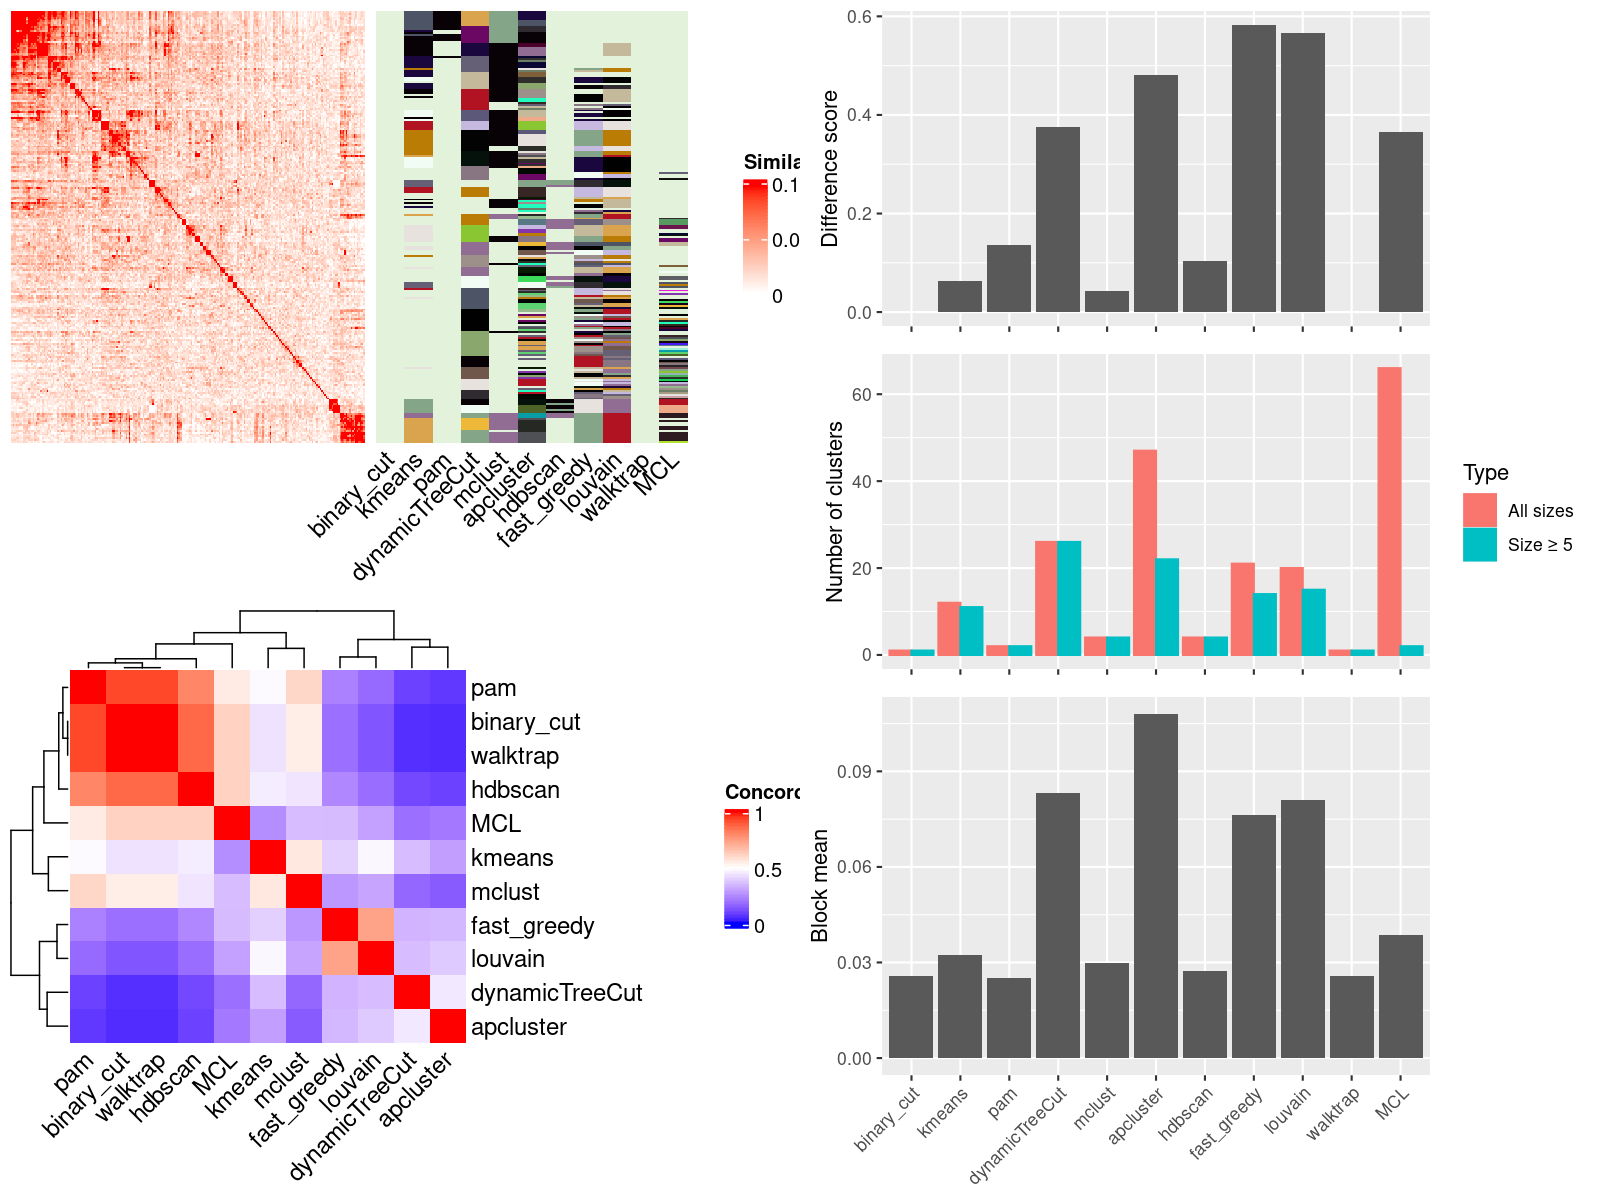 Simila
0.1
0.0
0
binary_cut
kmeans
pam
dynamicTreeCut
mclust
apcluster
hdbscan
fast_greedy
louvain
walktrap
MCL
pam
binary_cut
walktrap
hdbscan
MCL
kmeans
mclust
fast_greedy
louvain
dynamicTreeCut
apcluster
pam
binary_cut
walktrap
hdbscan
MCL
kmeans
mclust
fast_greedy
louvain
dynamicTreeCut
apcluster
Concord
1
0.5
0
Difference score
0.6
0.4
0.2
0.0
Number of clusters
60
40
20
0
Type
All sizes
Size ≥ 5
Block mean
0.09
0.06
0.03
0.00
binary_cut
kmeans
pam
dynamicTreeCut
mclust
apcluster
hdbscan
fast_greedy
louvain
walktrap
MCL